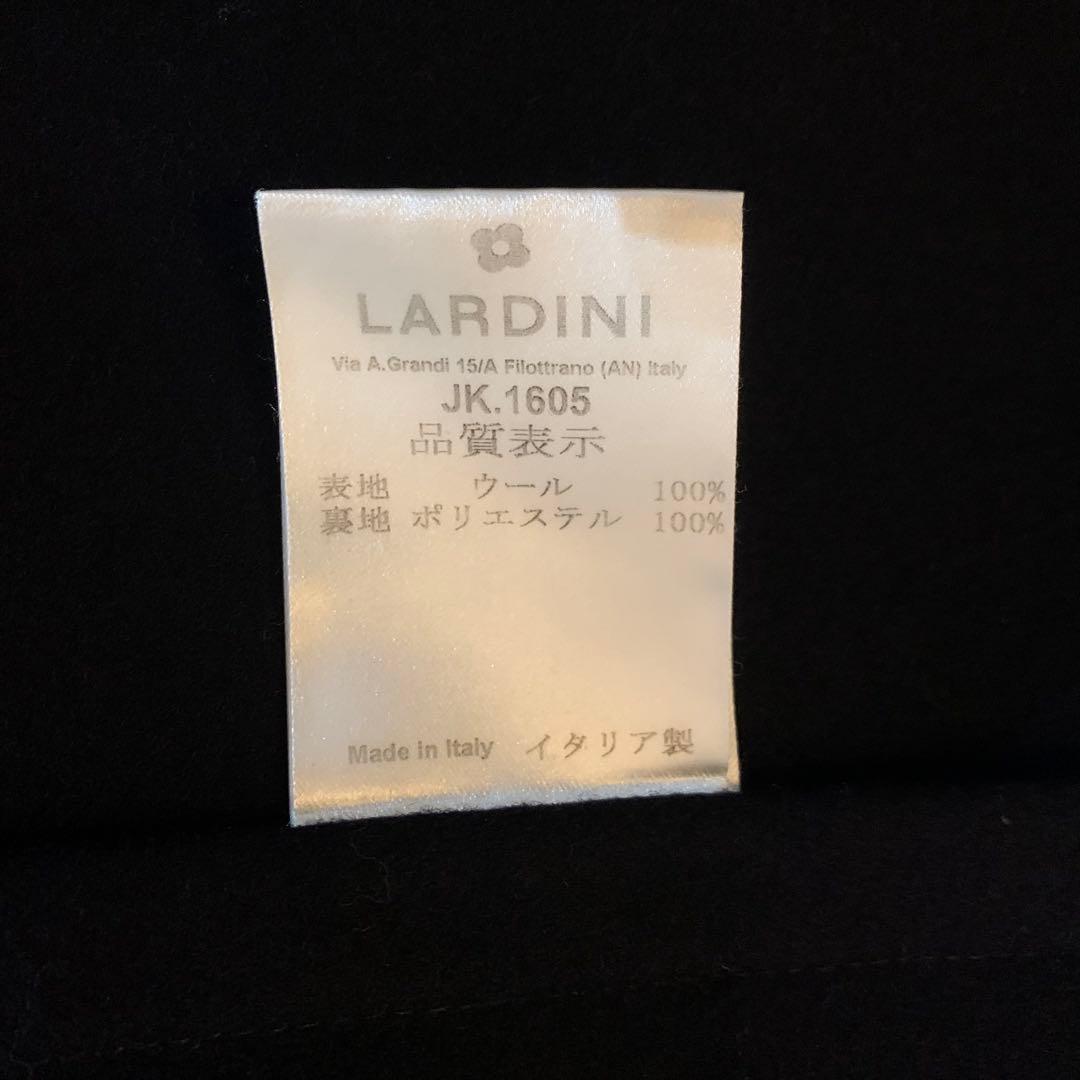 LARDINI
Via A.Grandi 15/A Filottrano (AN) Italy
JK.1605
品質表示
表地 ウール 100%
裏地 ポリエステル 100%
Made in Italy イタリア製